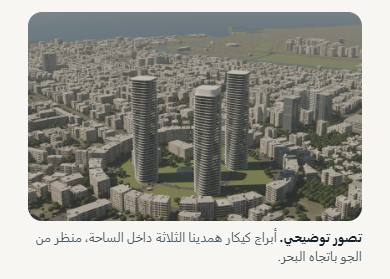 تصور توضيحي. أبراج كيكار همدينا الثلاثة داخل الساحة، منظر من
الجو باتجاه البحر.